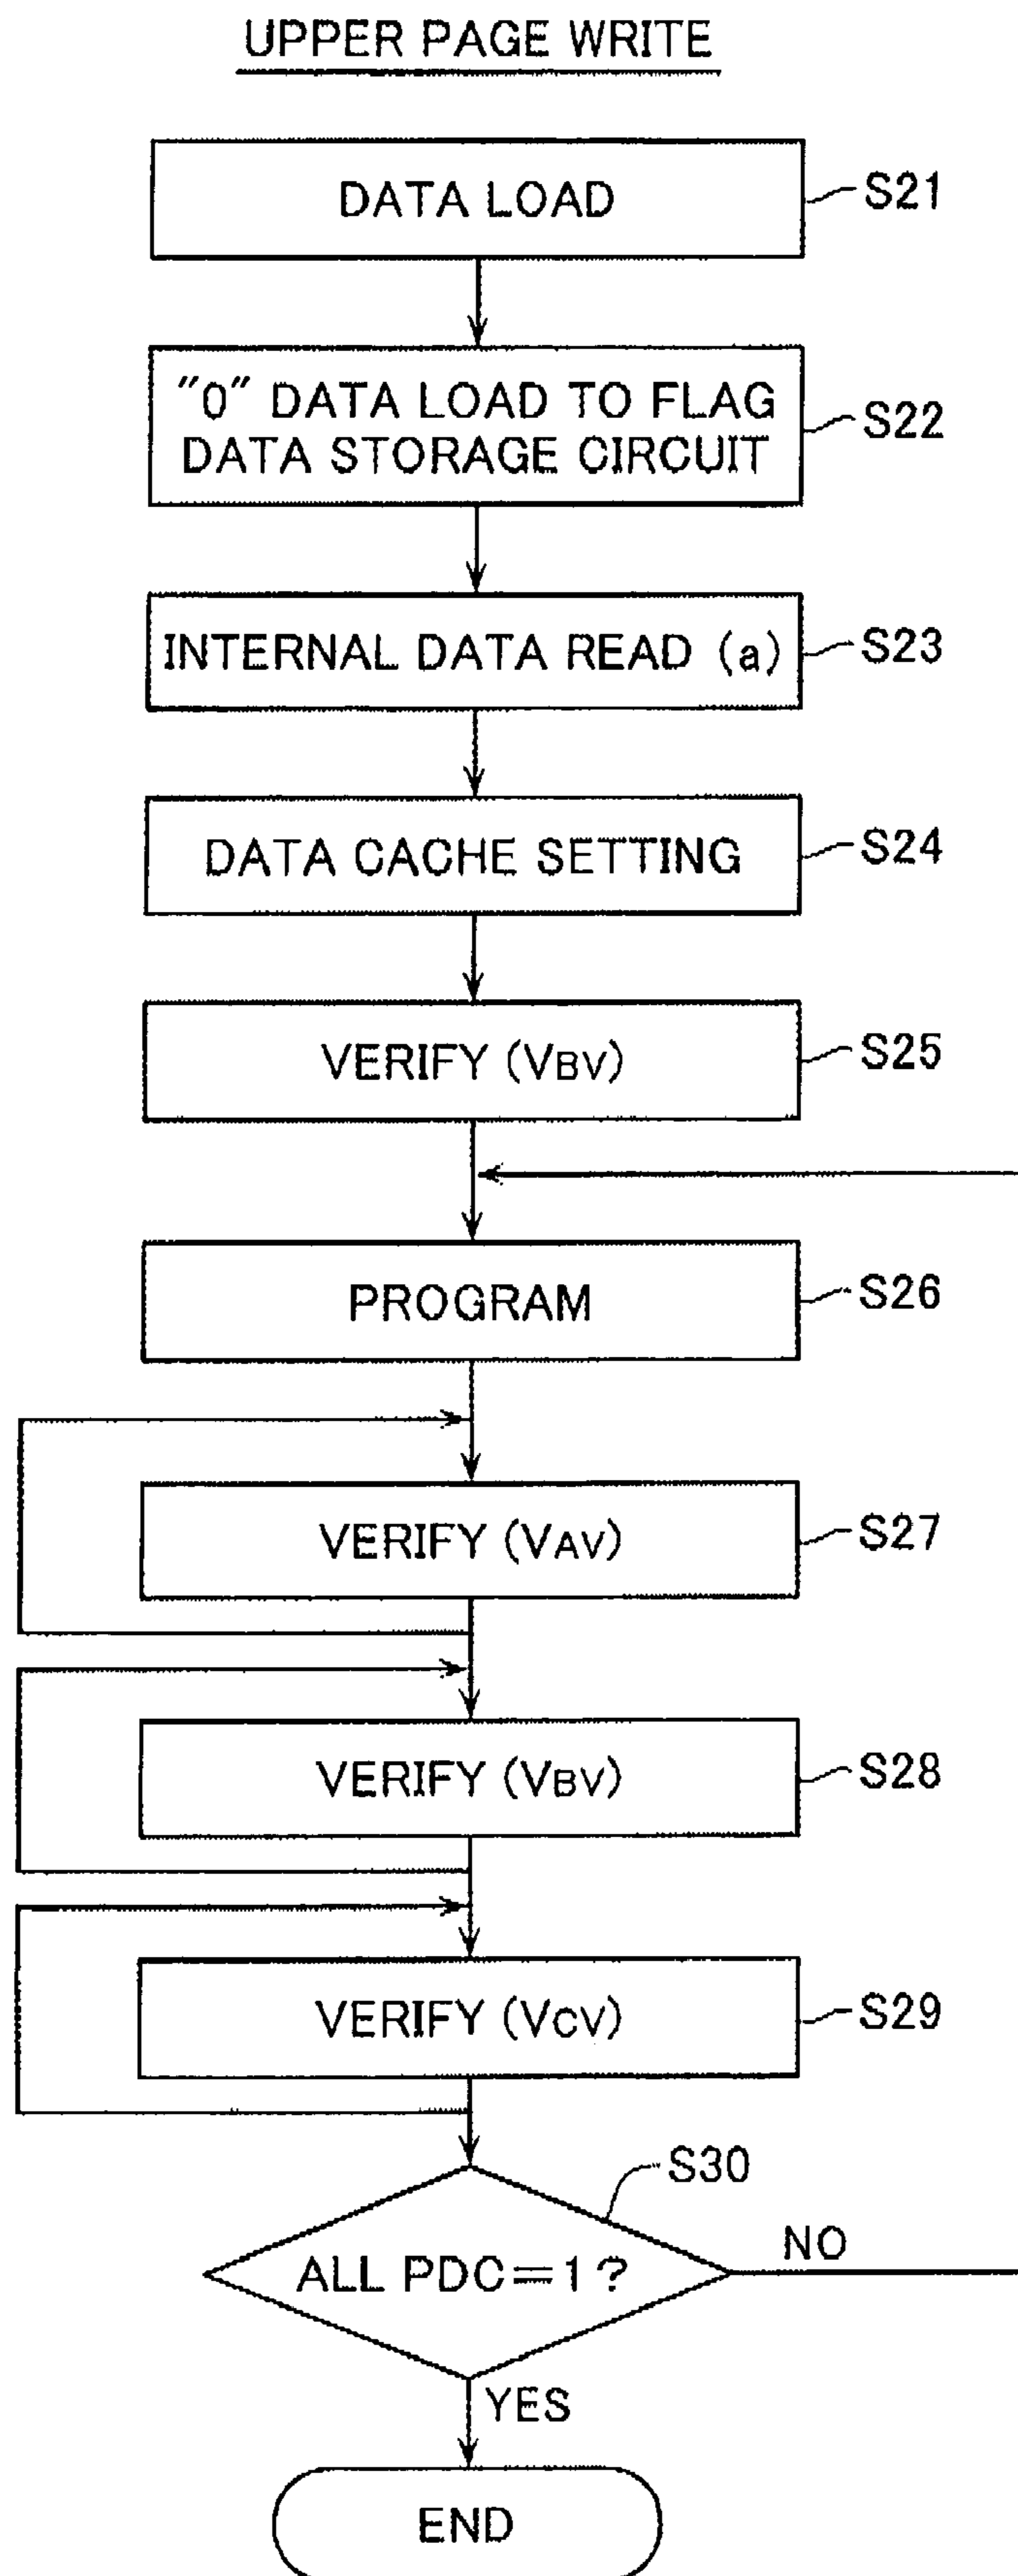 UPPER PAGE WRITE
DATA LOAD
S21
"0" DATA LOAD TO FLAG
DATA STORAGE CIRCUIT
S22
INTERNAL DATA READ (a)
S23
DATA CACHE SETTING
S24
VERIFY (VBV)
S25
PROGRAM
S26
VERIFY (VAV)
S27
VERIFY (VBV)
S28
VERIFY (VCV)
S29
S30
ALL PDC=1?
NO
YES
END